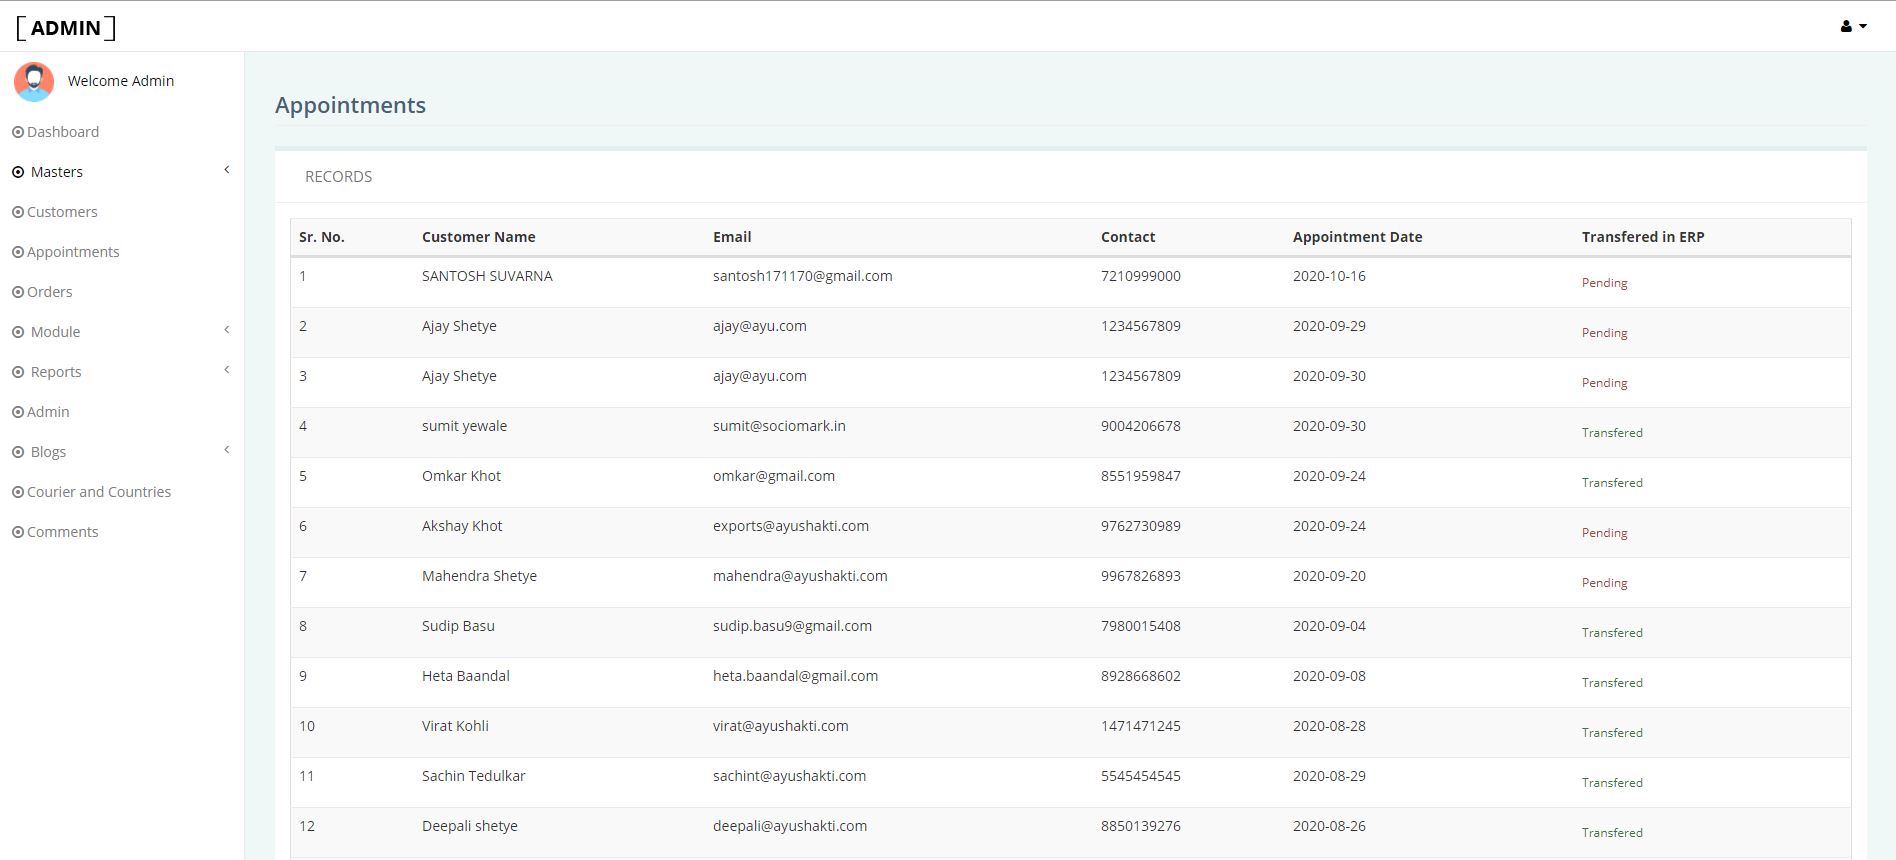 [ ADMIN ]
Welcome Admin
Dashboard
Masters
Customers
Appointments
Orders
Module
Reports
Admin
Blogs
Courier and Countries
Comments
Appointments
RECORDS
Sr. No. Customer Name Email Contact Appointment Date Transfered in ERP
1 SANTOSH SUVARNA santosh171170@gmail.com 7210999000 2020-10-16 Pending
2 Ajay Shetye ajay@ayu.com 1234567809 2020-09-29 Pending
3 Ajay Shetye ajay@ayu.com 1234567809 2020-09-30 Pending
4 sumit yewale sumit@sociomark.in 9004206678 2020-09-30 Transfered
5 Omkar Khot omkar@gmail.com 8551959847 2020-09-24 Transfered
6 Akshay Khot exports@ayushakti.com 9762730989 2020-09-24 Pending
7 Mahendra Shetye mahendra@ayushakti.com 9967826893 2020-09-20 Pending
8 Sudip Basu sudip.basu9@gmail.com 7980015408 2020-09-04 Transfered
9 Heta Baandal heta.baandal@gmail.com 8928668602 2020-09-08 Transfered
10 Virat Kohli virat@ayushakti.com 1471471245 2020-08-28 Transfered
11 Sachin Tedulkar sachint@ayushakti.com 5545454545 2020-08-29 Transfered
12 Deepali shetye deepali@ayushakti.com 8850139276 2020-08-26 Transfered